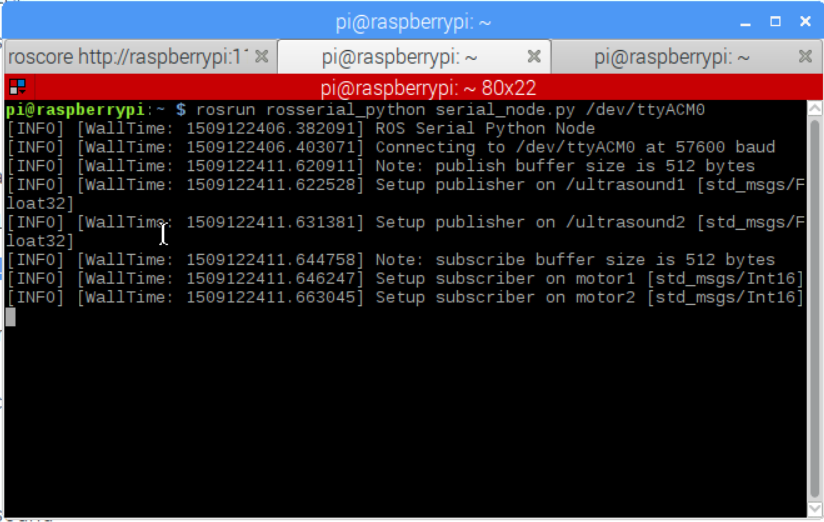 pi@raspberrypi: ~
roscore http://raspberrypi:1
pi@raspberrypi: ~
pi@raspberrypi: ~
pi@raspberrypi: ~ 80x22
pi@raspberrypi:~ $ rosrun rosserial_python serial_node.py /dev/ttyACM0
[INFO] [WallTime: 1509122406.382091] ROS Serial Python Node
[INFO] [WallTime: 1509122406.403071] Connecting to /dev/ttyACM0 at 57600 baud
[INFO] [WallTime: 1509122411.620911] Note: publish buffer size is 512 bytes
[INFO] [WallTime: 1509122411.622528] Setup publisher on /ultrasound1 [std_msgs/F
loat32]
[INFO] [WallTime: 1509122411.631381] Setup publisher on /ultrasound2 [std_msgs/F
loat32]
[INFO] [WallTime: 1509122411.644758] Note: subscribe buffer size is 512 bytes
[INFO] [WallTime: 1509122411.646247] Setup subscriber on motor1 [std_msgs/Int16]
[INFO] [WallTime: 1509122411.663045] Setup subscriber on motor2 [std_msgs/Int16]